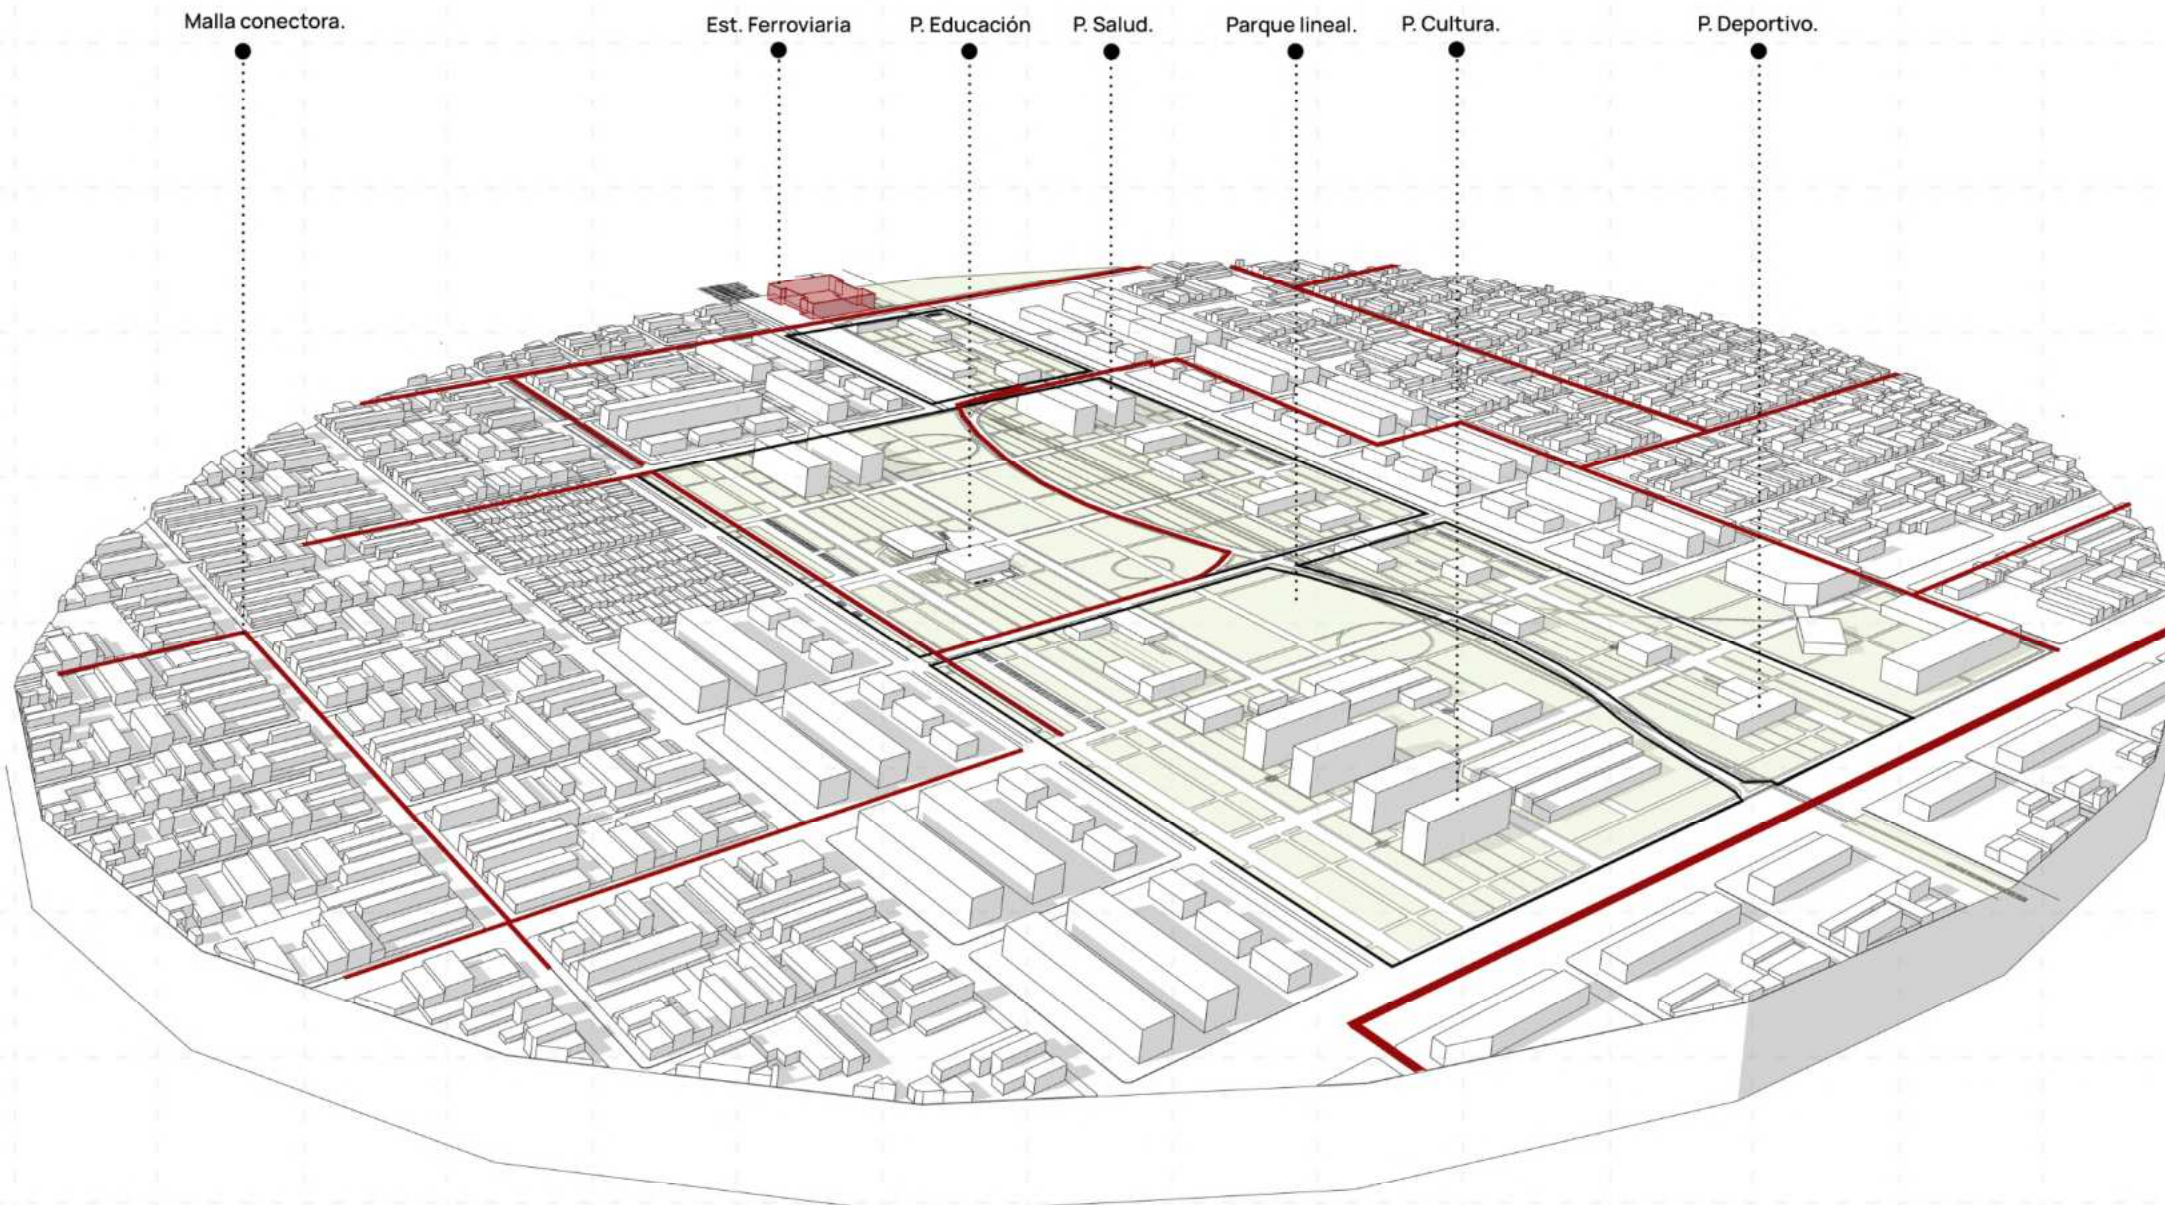 Malla conectora.
Est. Ferroviaria
P. Educación
P. Salud.
Parque lineal.
P. Cultura.
P. Deportivo.